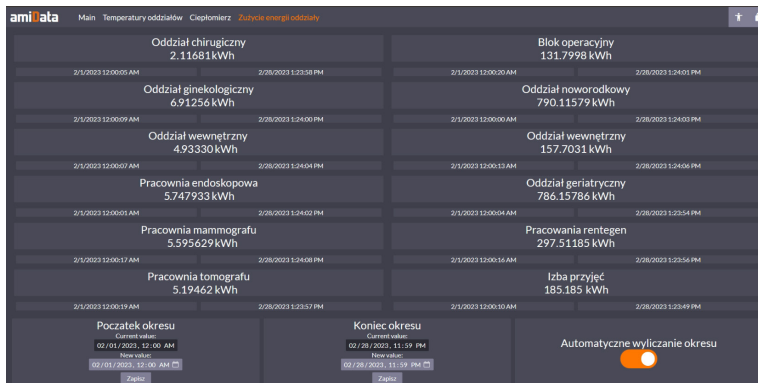 amiData Main Temperatury oddziałów Ciepłomierz Zużycie energii oddziały
Oddział chirugiczny
2.11681 kWh
2/1/2023 12:00:05 AM 2/28/2023 1:23:58 PM
Blok operacyjny
131.7998 kWh
2/1/2023 12:00:20 AM 2/28/2023 1:24:01 PM
Oddział ginekologiczny
6.91256 kWh
2/1/2023 12:00:09 AM 2/28/2023 1:24:00 PM
Oddział noworodkowy
790.11579 kWh
2/1/2023 12:00:00 AM 2/28/2023 1:24:03 PM
Oddział wewnętrzny
4.93330 kWh
2/1/2023 12:00:07 AM 2/28/2023 1:24:04 PM
Oddział wewnętrzny
157.7031 kWh
2/1/2023 12:00:13 AM 2/28/2023 1:24:06 PM
Pracownia endoskopowa
5.747933 kWh
2/1/2023 12:00:01 AM 2/28/2023 1:24:02 PM
Oddział geriatryczny
786.15786 kWh
2/1/2023 12:00:04 AM 2/28/2023 1:23:54 PM
Pracownia mammografu
5.595629 kWh
2/1/2023 12:00:17 AM 2/28/2023 1:24:08 PM
Pracowania rentegen
297.51185 kWh
2/1/2023 12:00:16 AM 2/28/2023 1:23:56 PM
Pracownia tomografu
5.19462 kWh
2/1/2023 12:00:19 AM 2/28/2023 1:23:57 PM
Izba przyjęć
185.185 kWh
2/1/2023 12:00:10 AM 2/28/2023 1:23:49 PM
Poczatek okresu
Current value:
02/01/2023, 12:00 AM
New value:
02/01/2023, 12:00 AM
Zapisz
Koniec okresu
Current value:
02/28/2023, 11:59 PM
New value:
02/28/2023, 11:59 PM
Zapisz
Automatyczne wyliczanie okresu